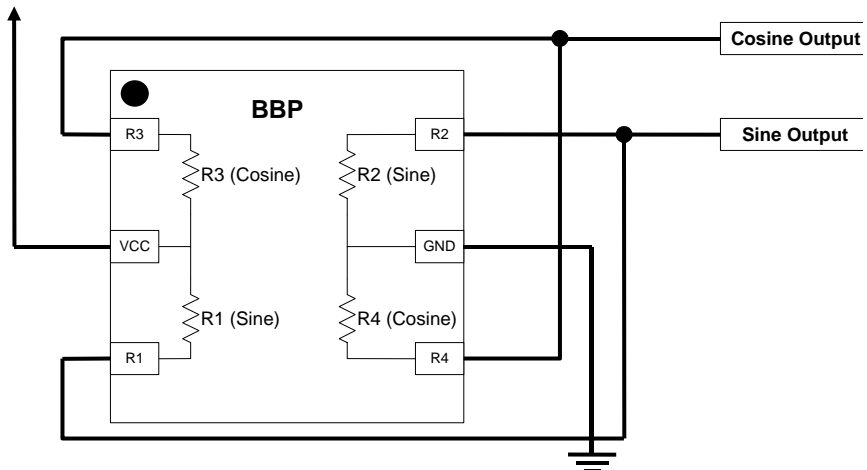 Cosine Output
BBP
R3
R2
Sine Output
R3 (Cosine)
R2 (Sine)
VCC
GND
R1 (Sine)
R4 (Cosine)
R1
R4